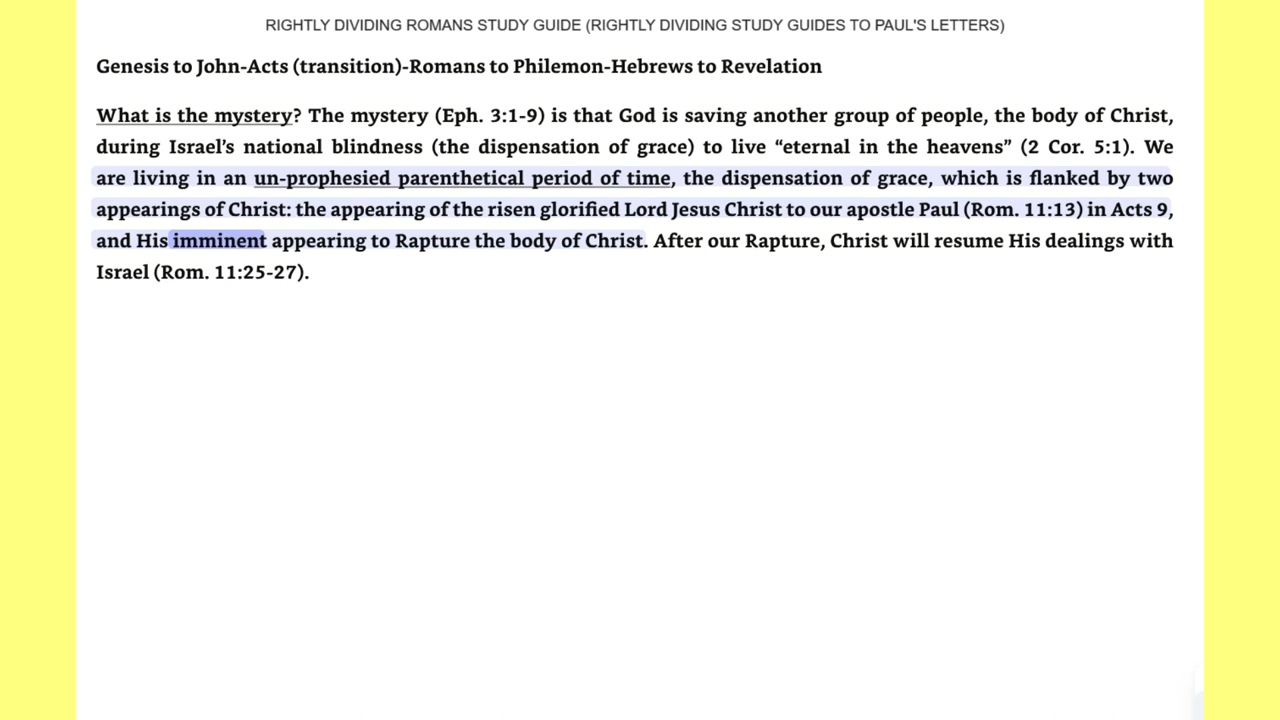 RIGHTLY DIVIDING ROMANS STUDY GUIDE (RIGHTLY DIVIDING STUDY GUIDES TO PAUL'S LETTERS)
Genesis to John-Acts (transition)-Romans to Philemon-Hebrews to Revelation
What is the mystery? The mystery (Eph. 3:1-9) is that God is saving another group of people, the body of Christ,
during Israel’s national blindness (the dispensation of grace) to live “eternal in the heavens” (2 Cor. 5:1). We
are living in an un-prophesied parenthetical period of time, the dispensation of grace, which is flanked by two
appearings of Christ: the appearing of the risen glorified Lord Jesus Christ to our apostle Paul (Rom. 11:13) in Acts 9,
and His imminent appearing to Rapture the body of Christ. After our Rapture, Christ will resume His dealings with
Israel (Rom. 11:25-27).